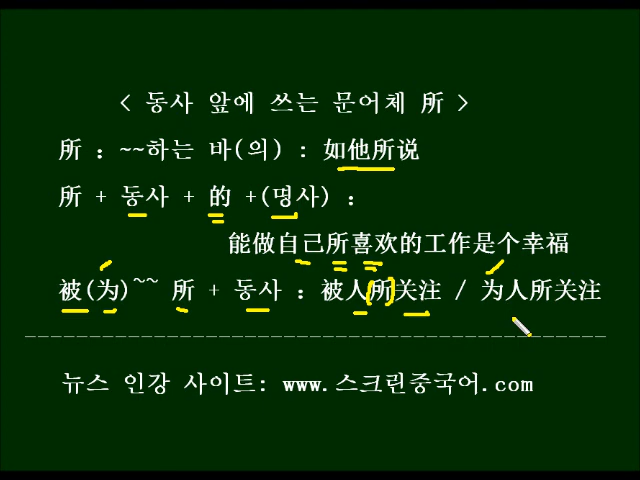 < 동사 앞에 쓰는 문어체 所 >
所 : ~~하는 바(의) : 如他所说
所 + 동사 + 的 +(명사) :
能做自己所喜欢的工作是个幸福
被(为)~~ 所 + 동사 : 被人所关注 / 为人所关注
뉴스 인강 사이트: www.스크린중국어.com